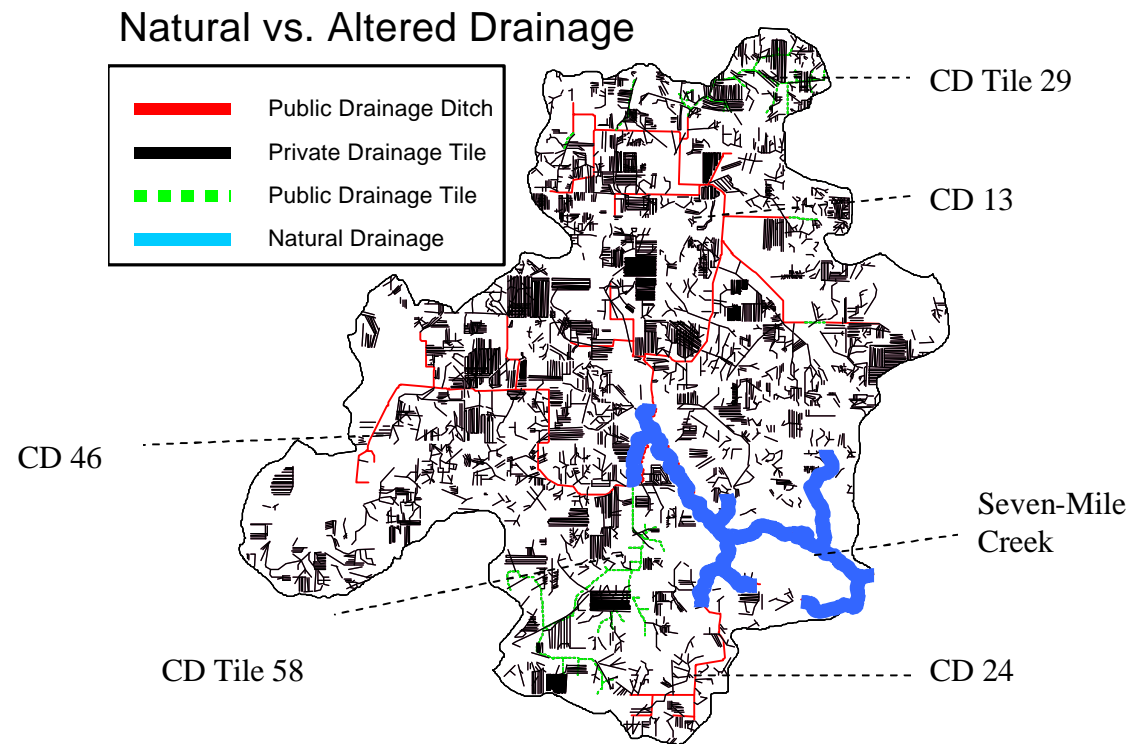 Natural vs. Altered Drainage
Public Drainage Ditch
Private Drainage Tile
Public Drainage Tile
Natural Drainage
CD Tile 29
CD 13
CD 46
Seven-Mile
Creek
CD Tile 58
CD 24